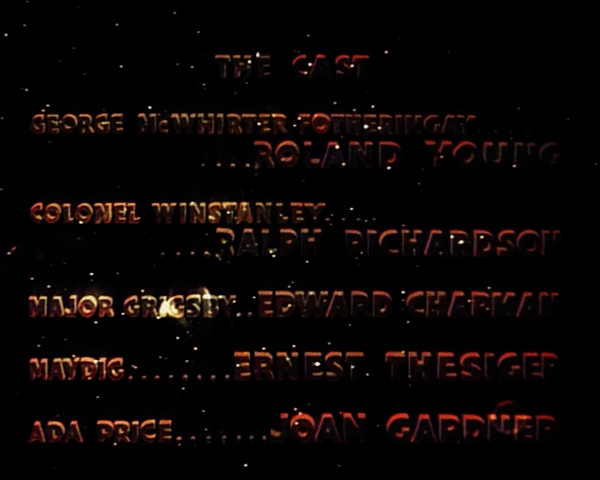 THE CAST
GEORGE McWHIRTER FOTHERINGAY.....
....ROLAND YOUNG
COLONEL WINSTANLEY.....
....RALPH RICHARDSON
MAJOR GRIGSBY..EDWARD CHAPMAN
MAYDIG........ERNEST THESIGER
ADA PRICE.......JOAN GARDNER